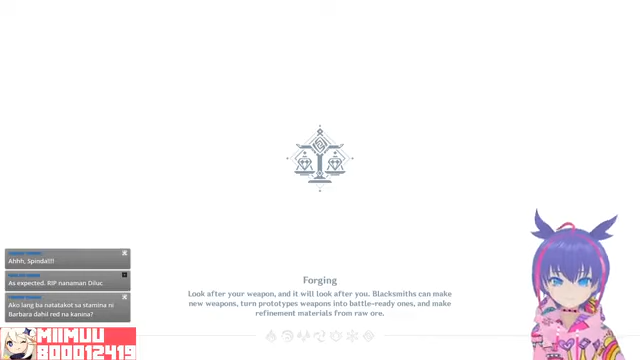 Ahhh, Spinda!!!
As expected. RIP nanaman Diluc
Ako lang ba natatakot sa stamina ni
Barbara dahil red na kanina?
MIIMUU
800012419
Forging
Look after your weapon, and it will look after you. Blacksmiths can make
new weapons, turn prototypes weapons into battle-ready ones, and make
refinement materials from raw ore.